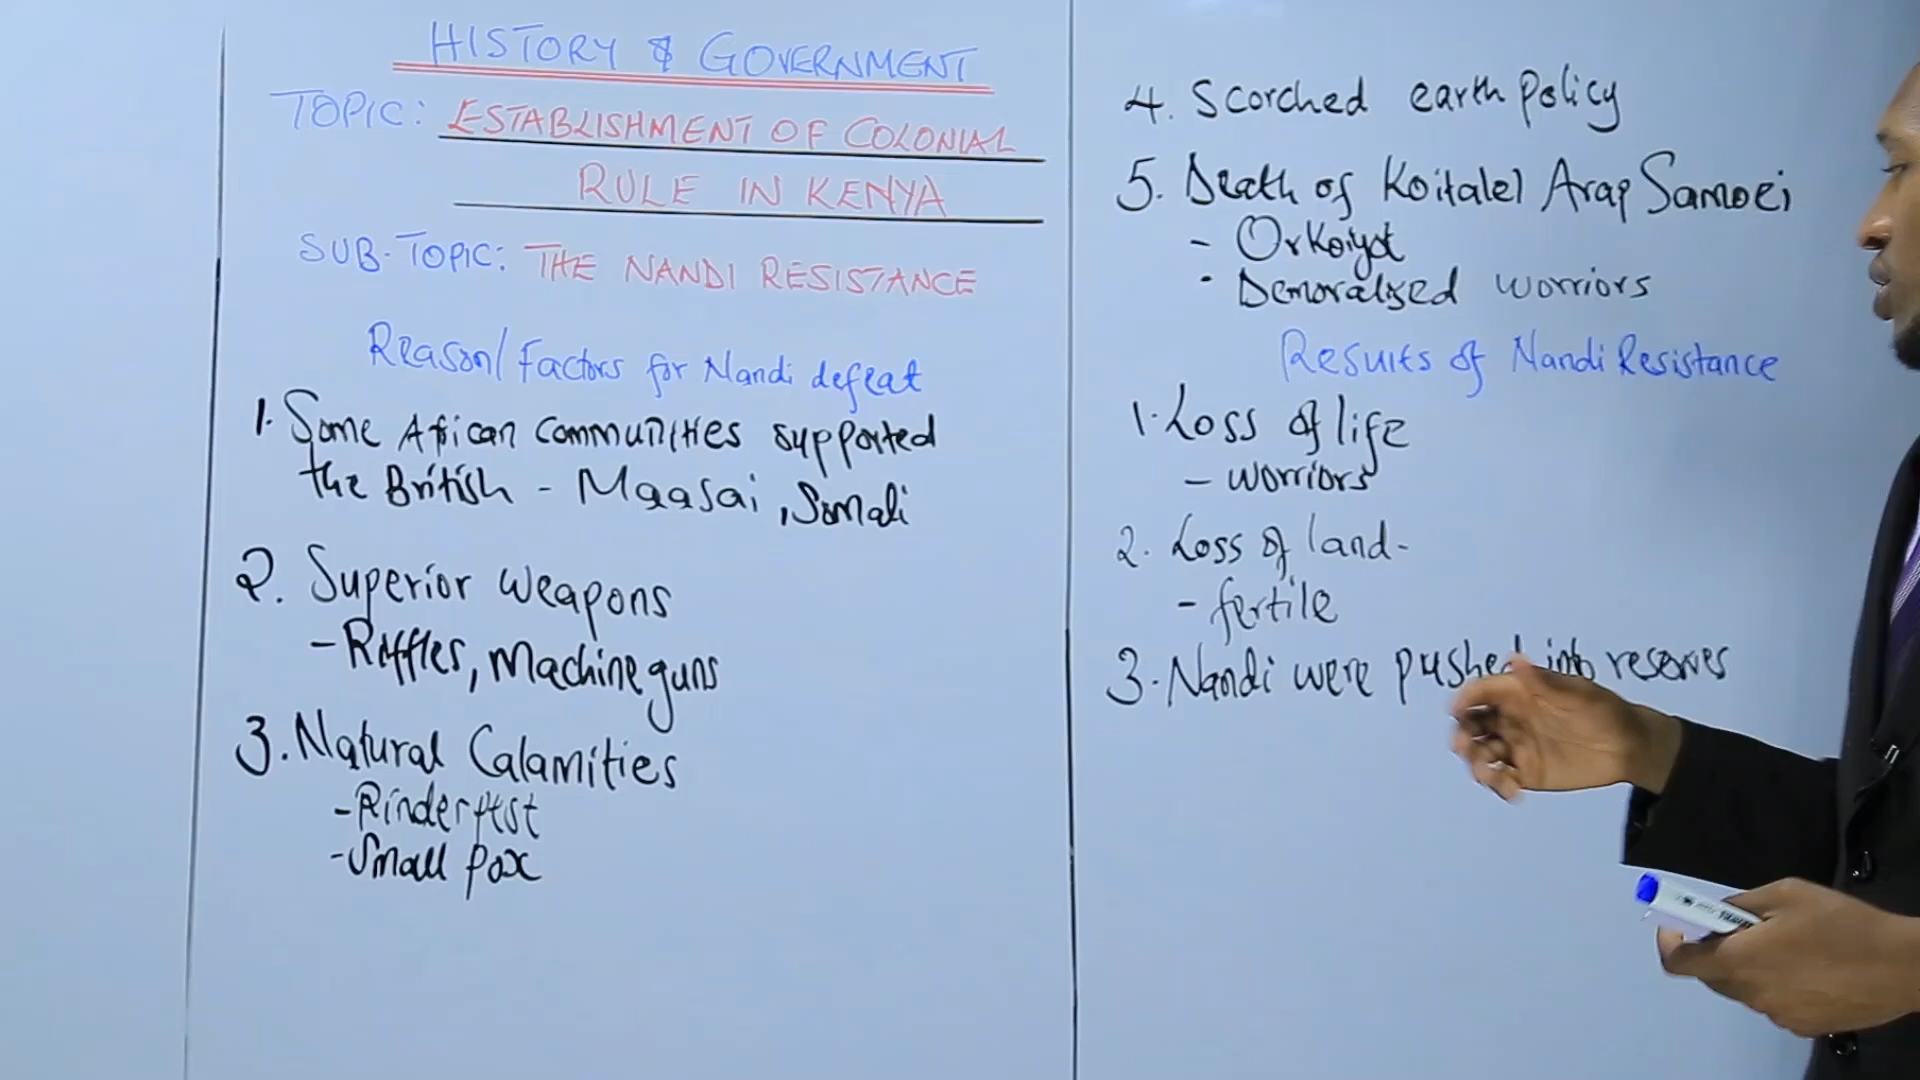 HISTORY & GOVERNMENT
TOPIC: ESTABLISHMENT OF COLONIAL
RULE IN KENYA
SUB-TOPIC: THE NANDI RESISTANCE
Reason/Factors for Nandi defeat
1. Some African communities supported
the British - Maasai, Somali
2. Superior weapons
- Riffles, Machine guns
3. Natural Calamities
- Rinderpest
- Small pox
4. Scorched earth policy
5. Death of Koitalel Arap Samoei
- Orkoiyot
- Demoralized worriors
Results of Nandi Resistance
1. Loss of life
- worriors
2. Loss of land-
- fertile
3. Nandi were pushed into reserves